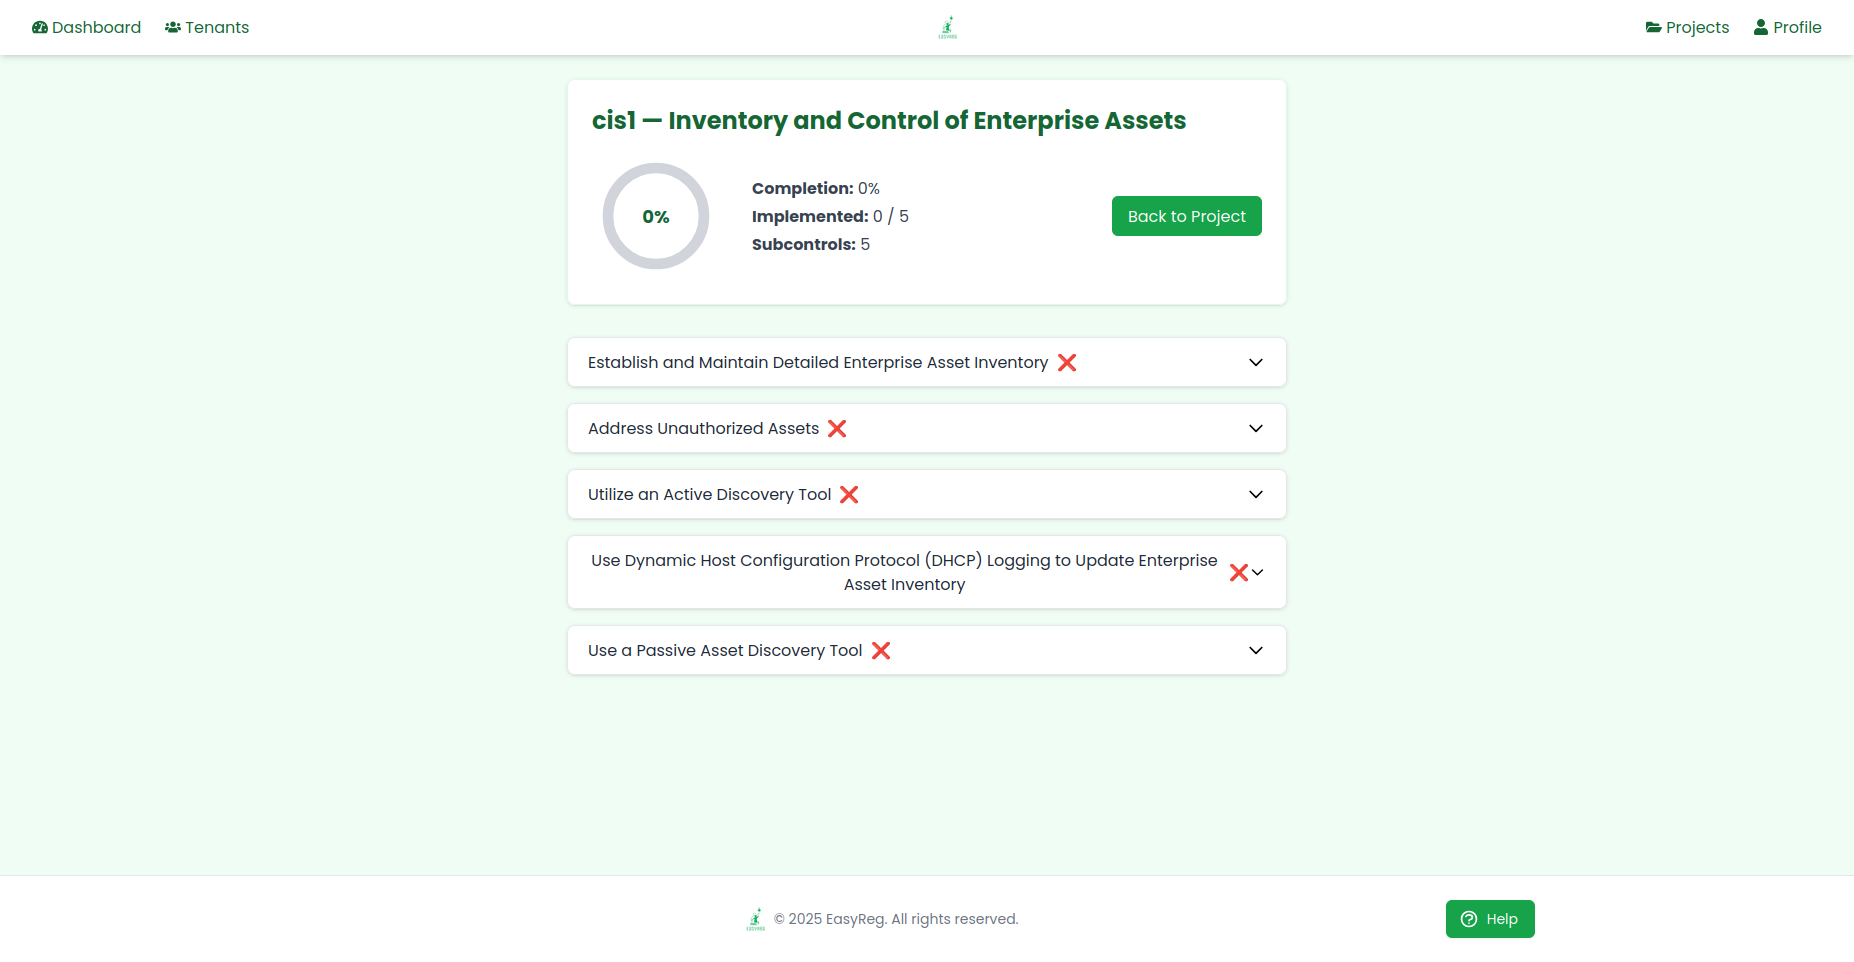 Dashboard
Tenants
EASYREG
Projects
Profile
cis1 — Inventory and Control of Enterprise Assets
0%
Completion: 0%
Implemented: 0 / 5
Subcontrols: 5
Back to Project
Establish and Maintain Detailed Enterprise Asset Inventory
Address Unauthorized Assets
Utilize an Active Discovery Tool
Use Dynamic Host Configuration Protocol (DHCP) Logging to Update Enterprise
Asset Inventory
Use a Passive Asset Discovery Tool
EASYREG
© 2025 EasyReg. All rights reserved.
Help